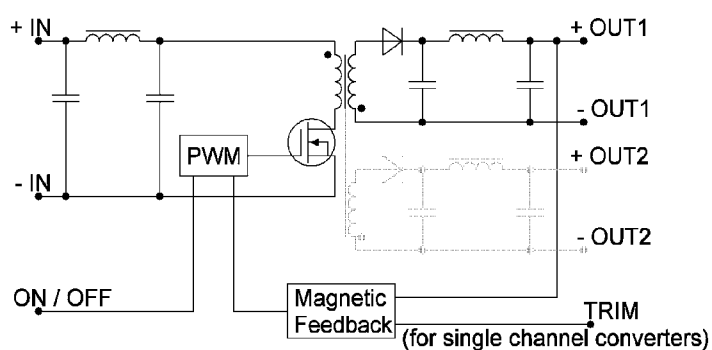 + IN
+ OUT1
- OUT1
PWM
+ OUT2
- IN
- OUT2
ON / OFF
Magnetic
Feedback
TRIM
(for single channel converters)